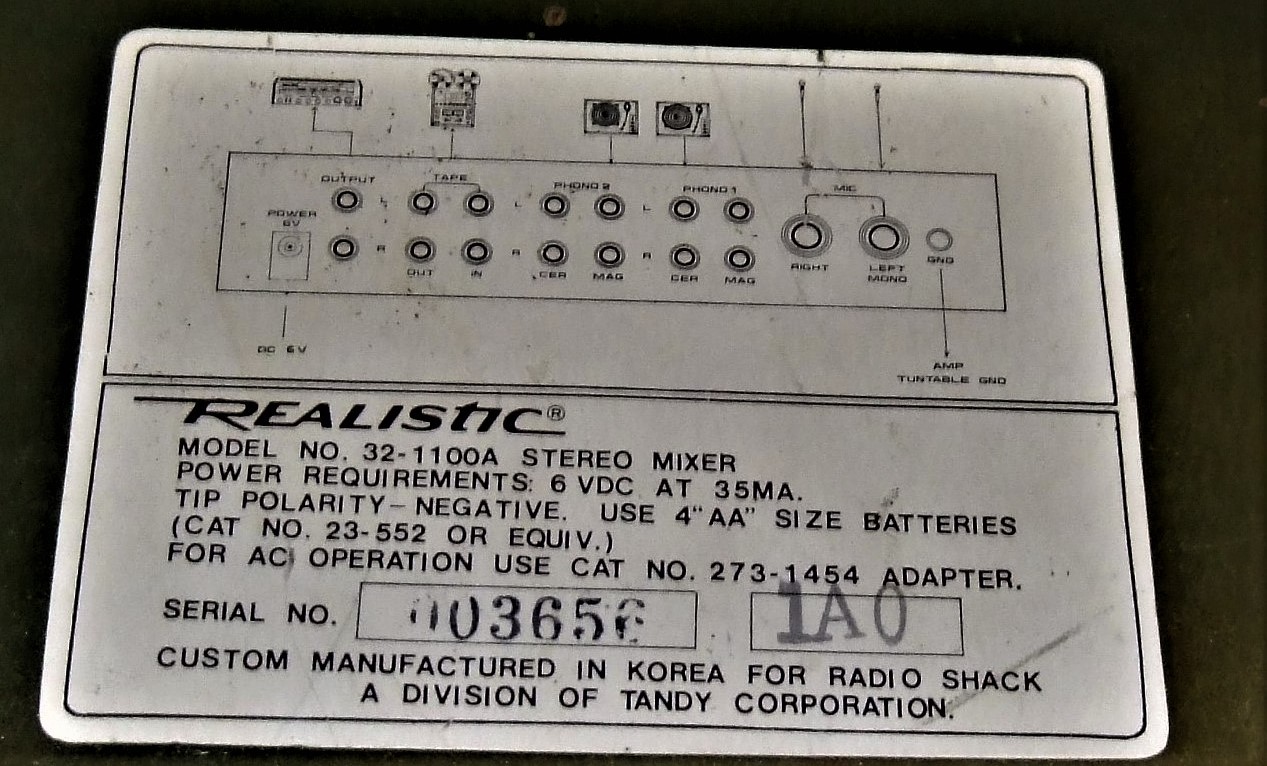 OUTPUT
L
TAPE
L
PHONO 2
L
PHONO 1
MIC
POWER
6V
R
OUT
IN
R
CER
MAG
R
CER
MAG
RIGHT
LEFT
MONO
GND
DC 6V
AMP
TUNTABLE GND
REALISTIC®
MODEL NO. 32-1100A STEREO MIXER
POWER REQUIREMENTS: 6 VDC AT 35MA.
TIP POLARITY – NEGATIVE. USE 4"AA" SIZE BATTERIES
(CAT NO. 23-552 OR EQUIV.)
FOR AC OPERATION USE CAT NO. 273-1454 ADAPTER.
SERIAL NO.
1A0
CUSTOM MANUFACTURED IN KOREA FOR RADIO SHACK
A DIVISION OF TANDY CORPORATION.